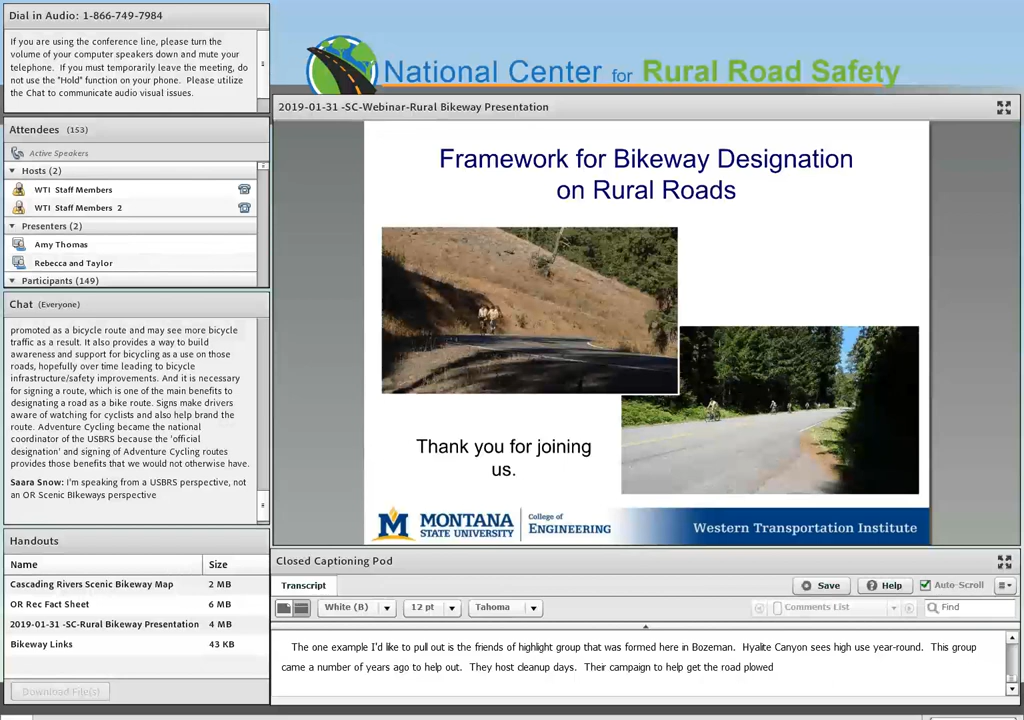 Dial in Audio: 1-866-749-7984
If you are using the conference line, please turn the
volume of your computer speakers down and mute your
telephone. If you must temporarily leave the meeting, do
not use the "Hold" function on your phone. Please utilize
the Chat to communicate audio visual issues.
National Center for Rural Road Safety
2019-01-31 -SC-Webinar-Rural Bikeway Presentation
Attendees (153)
Active Speakers
Hosts (2)
WTI Staff Members
WTI Staff Members 2
Presenters (2)
Amy Thomas
Rebecca and Taylor
Participants (149)
Chat (Everyone)
promoted as a bicycle route and may see more bicycle
traffic as a result. It also provides a way to build
awareness and support for bicycling as a use on those
roads, hopefully over time leading to bicycle
infrastructure/safety improvements. And it is necessary
for signing a route, which is one of the main benefits to
designating a road as a bike route. Signs make drivers
aware of watching for cyclists and also help brand the
route. Adventure Cycling became the national
coordinator of the USBRS because the 'official
designation' and signing of Adventure Cycling routes
provides those benefits that we would not otherwise have.
Saara Snow: I'm speaking from a USBRS perspective, not
an OR Scenic BIkeways perspective
Handouts
Name Size
Cascading Rivers Scenic Bikeway Map 2 MB
OR Rec Fact Sheet 6 MB
2019-01-31 -SC-Rural Bikeway Presentation 4 MB
Bikeway Links 43 KB
Download File(s)
Framework for Bikeway Designation
on Rural Roads
Thank you for joining
us.
M MONTANA
STATE UNIVERSITY
College of
ENGINEERING
Western Transportation Institute
Closed Captioning Pod
Transcript
Save
Help
Auto-Scroll
White (B)
12 pt
Tahoma
Comments List
Find
The one example I'd like to pull out is the friends of highlight group that was formed here in Bozeman. Hyalite Canyon sees high use year-round. This group
came a number of years ago to help out. They host cleanup days. Their campaign to help get the road plowed